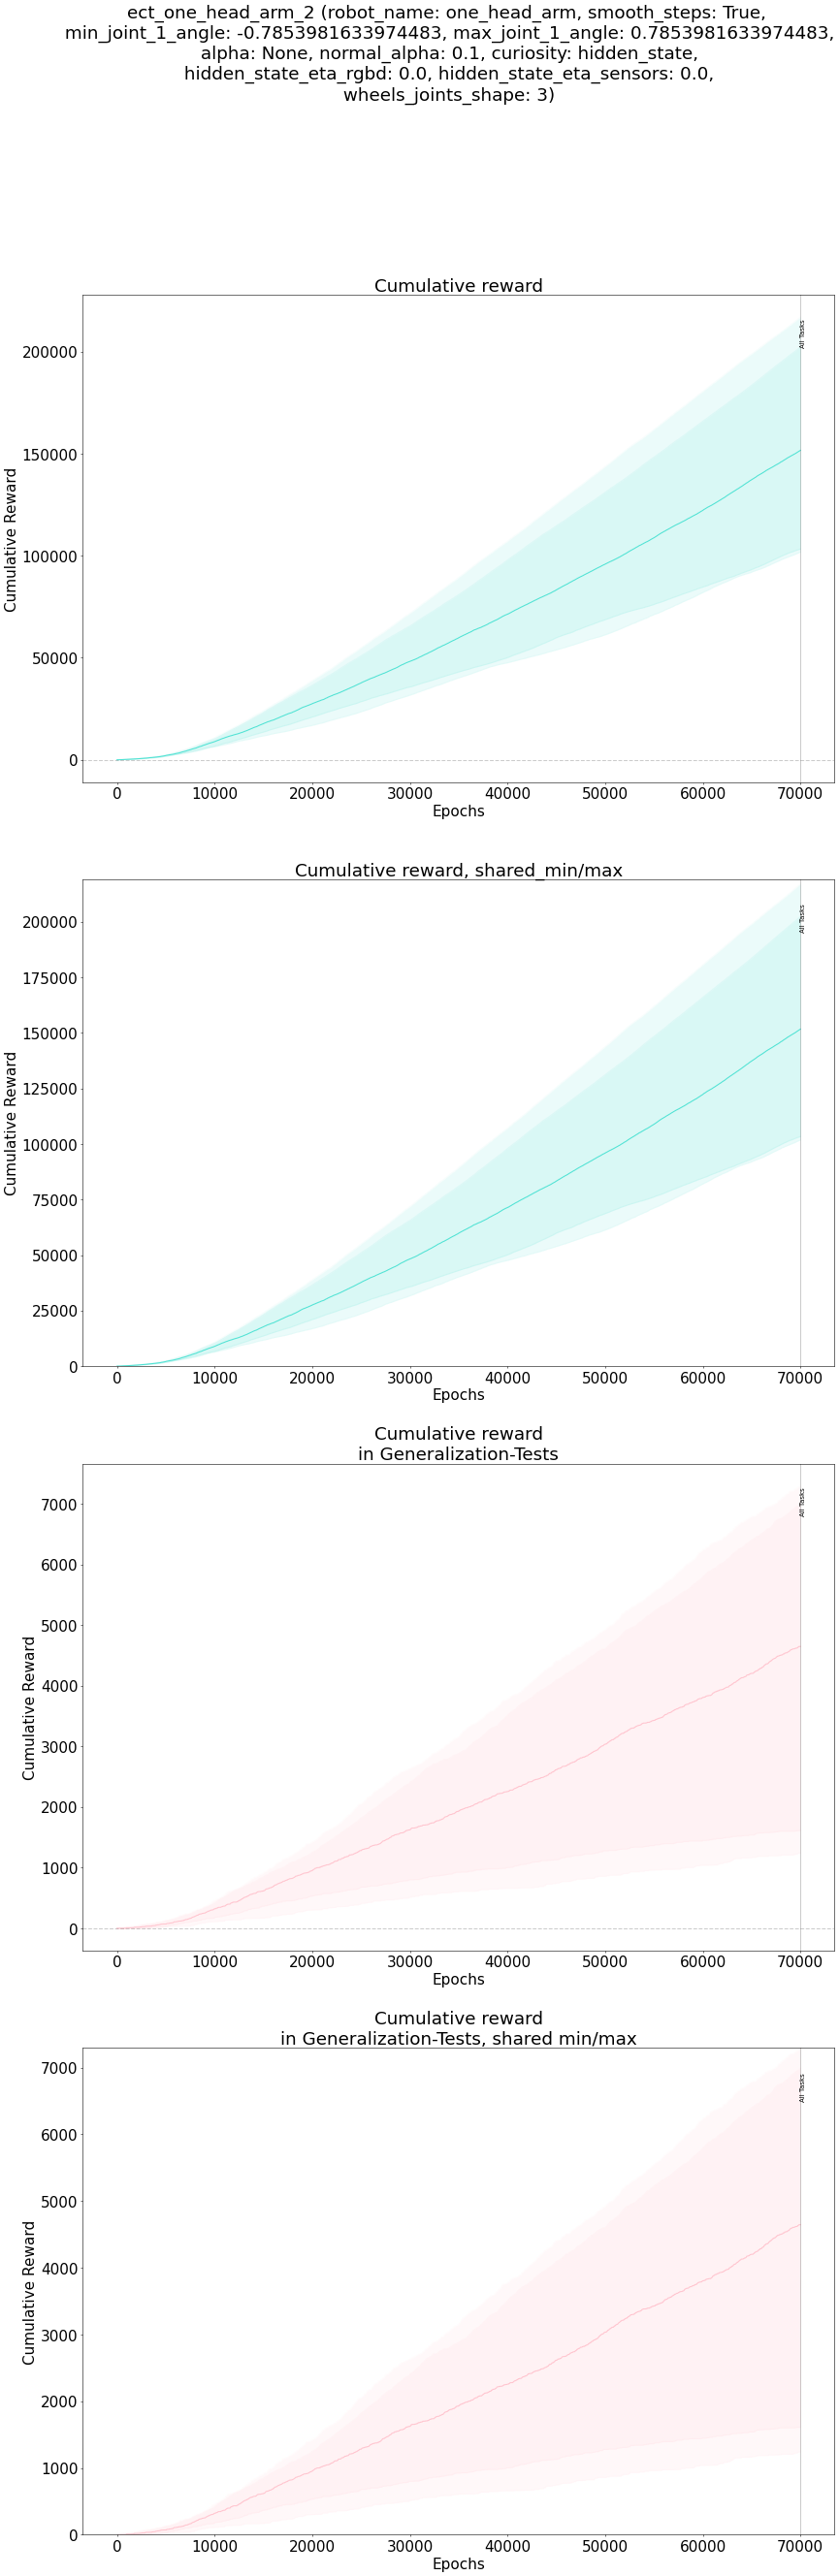 ect_one_head_arm_2 (robot_name: one_head_arm, smooth_steps: True,
min_joint_1_angle: -0.7853981633974483, max_joint_1_angle: 0.7853981633974483,
alpha: None, normal_alpha: 0.1, curiosity: hidden_state,
hidden_state_eta_rgbd: 0.0, hidden_state_eta_sensors: 0.0,
wheels_joints_shape: 3)
Cumulative reward
All Tasks
200000
150000
100000
50000
0
Cumulative Reward
0 10000 20000 30000 40000 50000 60000 70000
Epochs
Cumulative reward, shared_min/max
All Tasks
200000
175000
150000
125000
100000
75000
50000
25000
0
Cumulative Reward
0 10000 20000 30000 40000 50000 60000 70000
Epochs
Cumulative reward
in Generalization-Tests
All Tasks
7000
6000
5000
4000
3000
2000
1000
0
Cumulative Reward
0 10000 20000 30000 40000 50000 60000 70000
Epochs
Cumulative reward
in Generalization-Tests, shared min/max
All Tasks
7000
6000
5000
4000
3000
2000
1000
0
Cumulative Reward
0 10000 20000 30000 40000 50000 60000 70000
Epochs